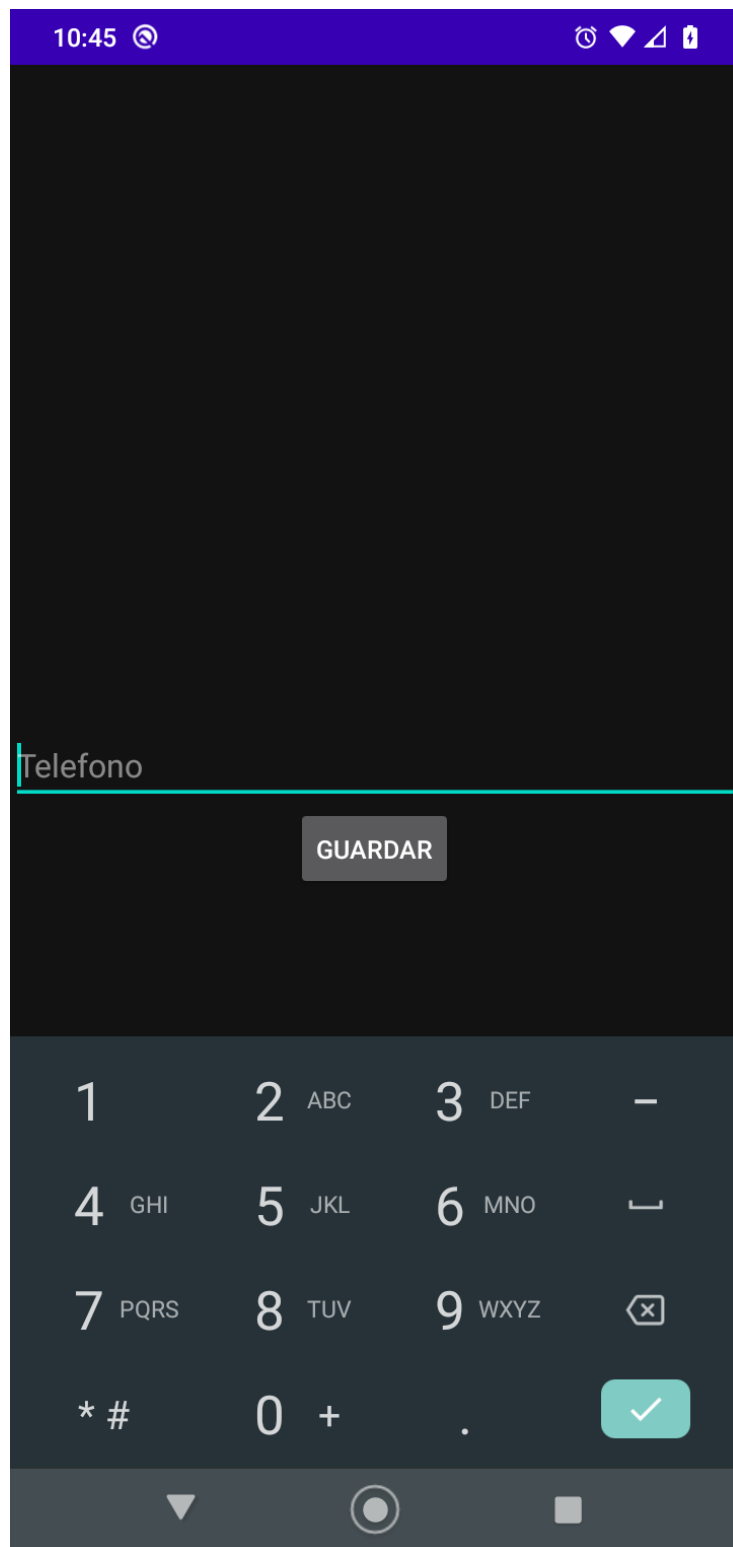 10:45
Telefono
GUARDAR
1 2 ABC 3 DEF -
4 GHI 5 JKL 6 MNO
7 PQRS 8 TUV 9 WXYZ
* # 0 + .